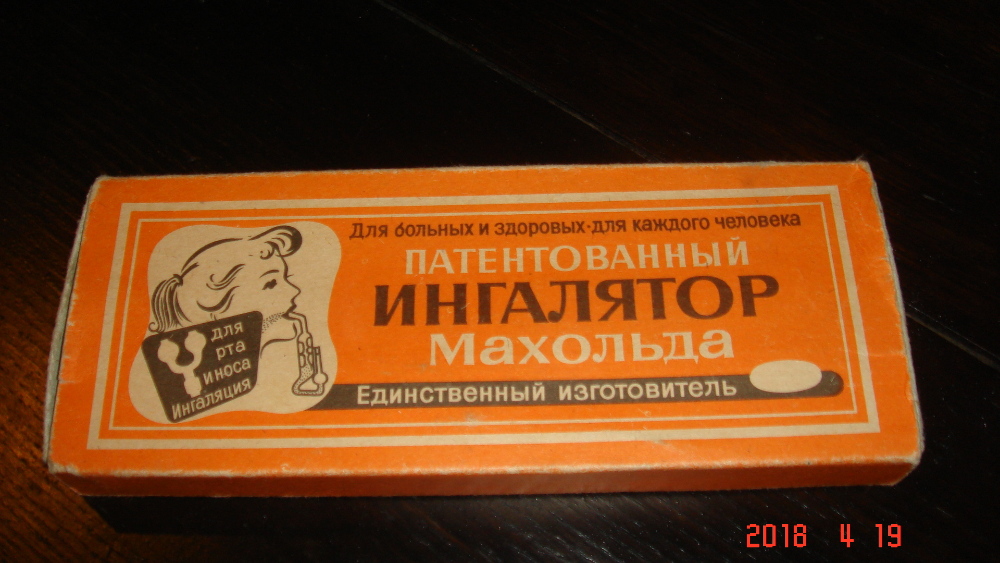 Для больных и здоровых·для каждого человека
ПАТЕНТОВАННЫЙ
ИНГАЛЯТОР
Махольда
Единственный изготовитель
для
рта
и носа
Ингаляция
2018 4 19